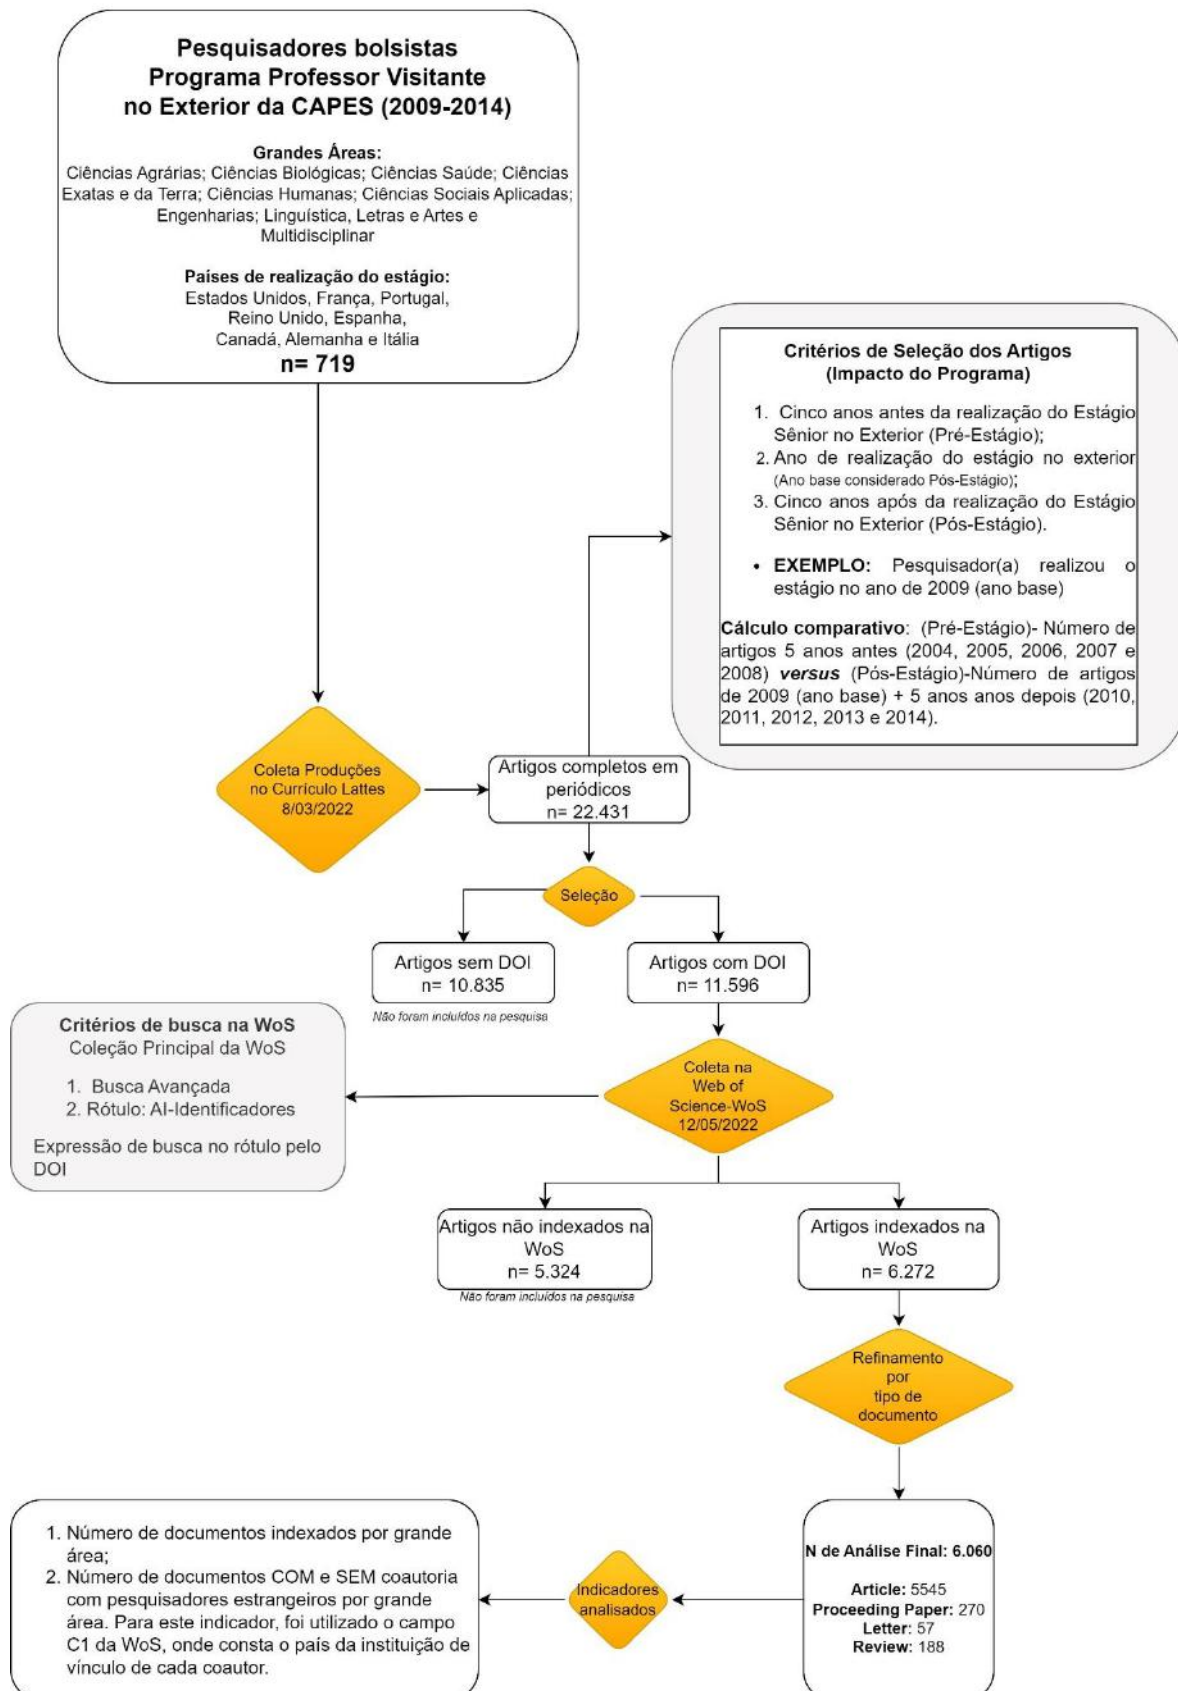 Pesquisadores bolsistas
Programa Professor Visitante
no Exterior da CAPES (2009-2014)
Grandes Áreas:
Ciências Agrárias; Ciências Biológicas; Ciências Saúde; Ciências
Exatas e da Terra; Ciências Humanas; Ciências Sociais Aplicadas;
Engenharias; Linguística, Letras e Artes e
Multidisciplinar
Países de realização do estágio:
Estados Unidos, França, Portugal,
Reino Unido, Espanha,
Canadá, Alemanha e Itália
n= 719
Critérios de Seleção dos Artigos
(Impacto do Programa)
1. Cinco anos antes da realização do Estágio
Sênior no Exterior (Pré-Estágio);
2. Ano de realização do estágio no exterior
(Ano base considerado Pós-Estágio);
3. Cinco anos após da realização do Estágio
Sênior no Exterior (Pós-Estágio).
• EXEMPLO: Pesquisador(a) realizou o
estágio no ano de 2009 (ano base)
Cálculo comparativo: (Pré-Estágio)- Número de
artigos 5 anos antes (2004, 2005, 2006, 2007 e
2008) versus (Pós-Estágio)-Número de artigos
de 2009 (ano base) + 5 anos anos depois (2010,
2011, 2012, 2013 e 2014).
Coleta Produções
no Currículo Lattes
8/03/2022
Artigos completos em
periódicos
n= 22.431
Seleção
Artigos sem DOI
n= 10.835
Não foram incluídos na pesquisa
Artigos com DOI
n= 11.596
Critérios de busca na WoS
Coleção Principal da WoS
1. Busca Avançada
2. Rótulo: AI-Identificadores
Expressão de busca no rótulo pelo
DOI
Coleta na
Web of
Science-WoS
12/05/2022
Artigos não indexados na
WoS
n= 5.324
Não foram incluídos na pesquisa
Artigos indexados na
WoS
n= 6.272
Refinamento
por
tipo de
documento
N de Análise Final: 6.060
Article: 5545
Proceeding Paper: 270
Letter: 57
Review: 188
Indicadores
analisados
1. Número de documentos indexados por grande
área;
2. Número de documentos COM e SEM coautoria
com pesquisadores estrangeiros por grande
área. Para este indicador, foi utilizado o campo
C1 da WoS, onde consta o país da instituição de
vínculo de cada coautor.